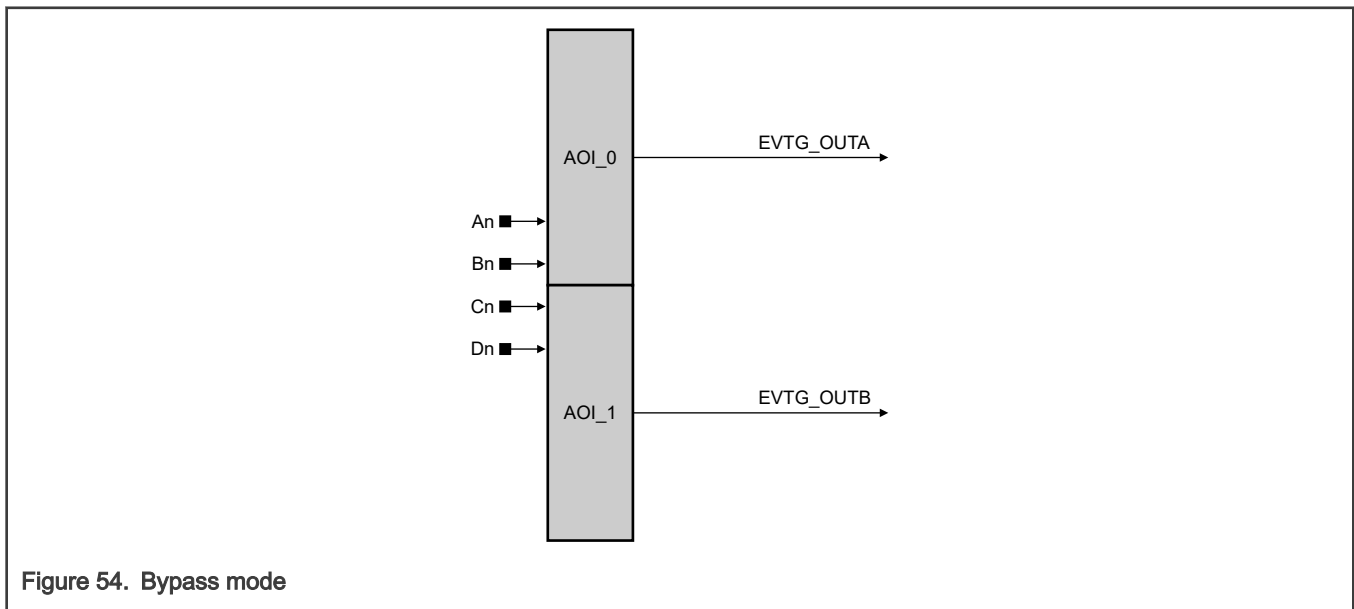 EVTG_OUTA
AOI_0
An
Bn
Cn
Dn
EVTG_OUTB
AOI_1
Figure 54. Bypass mode